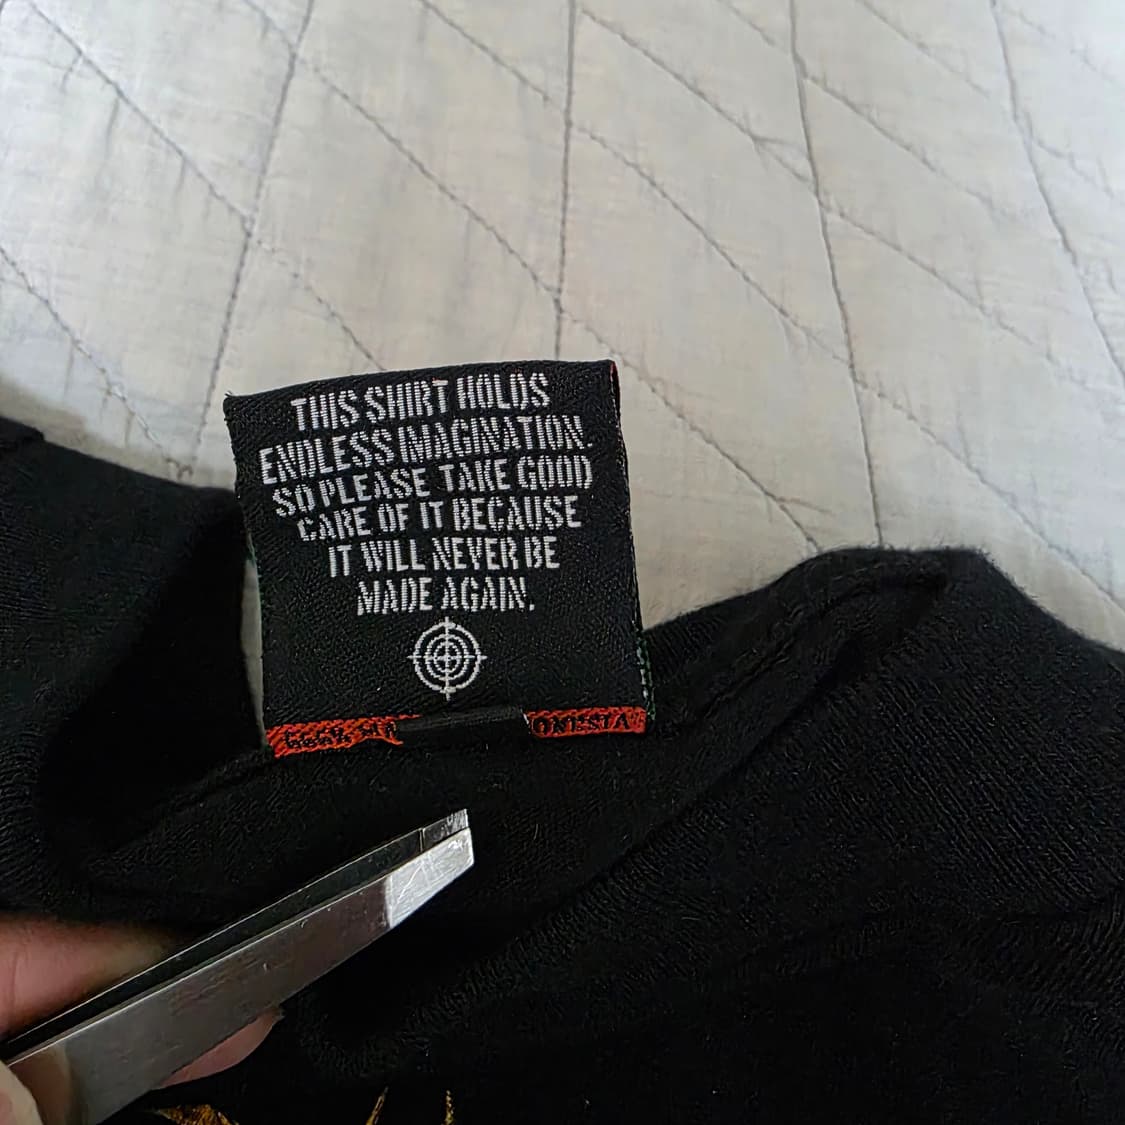 THIS SHIRT HOLDS
ENDLESS IMAGINATION.
SO PLEASE TAKE GOOD
CARE OF IT BECAUSE
IT WILL NEVER BE
MADE AGAIN.